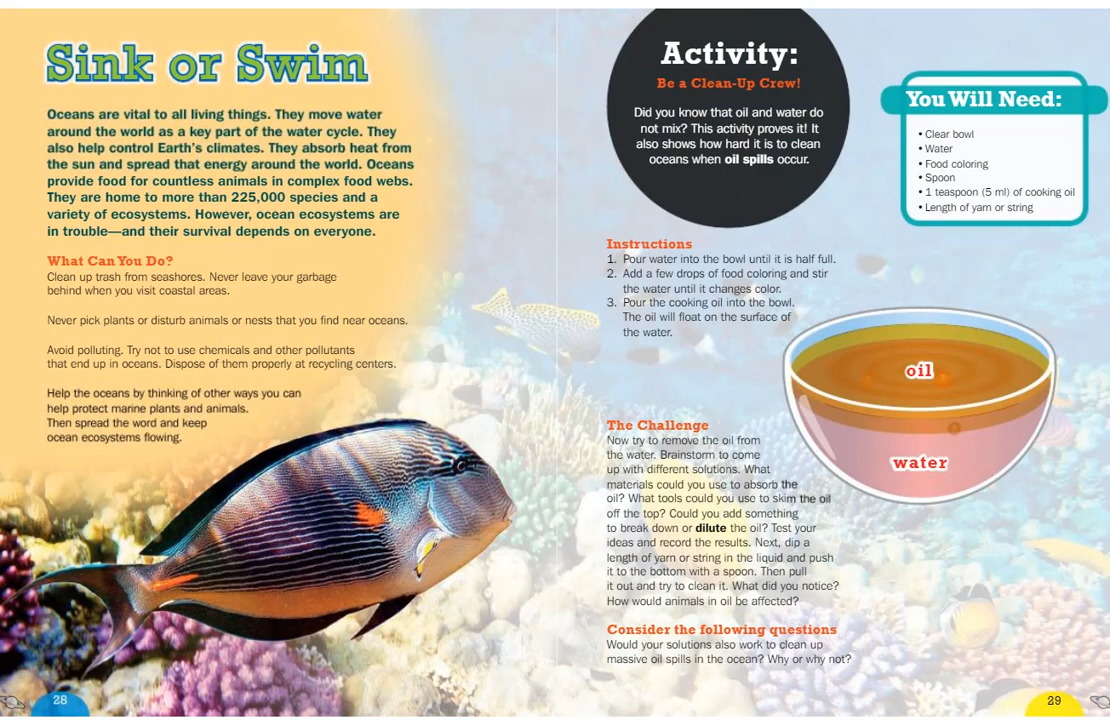 Sink or Swim
Oceans are vital to all living things. They move water
around the world as a key part of the water cycle. They
also help control Earth's climates. They absorb heat from
the sun and spread that energy around the world. Oceans
provide food for countless animals in complex food webs.
They are home to more than 225,000 species and a
variety of ecosystems. However, ocean ecosystems are
in trouble—and their survival depends on everyone.
What Can You Do?
Clean up trash from seashores. Never leave your garbage
behind when you visit coastal areas.
Never pick plants or disturb animals or nests that you find near oceans.
Avoid polluting. Try not to use chemicals and other pollutants
that end up in oceans. Dispose of them properly at recycling centers.
Help the oceans by thinking of other ways you can
help protect marine plants and animals.
Then spread the word and keep
ocean ecosystems flowing.
28
Activity:
Be a Clean-Up Crew!
Did you know that oil and water do
not mix? This activity proves it! It
also shows how hard it is to clean
oceans when oil spills occur.
You Will Need:
• Clear bowl
• Water
• Food coloring
• Spoon
• 1 teaspoon (5 ml) of cooking oil
• Length of yarn or string
Instructions
1. Pour water into the bowl until it is half full.
2. Add a few drops of food coloring and stir
the water until it changes color.
3. Pour the cooking oil into the bowl.
The oil will float on the surface of
the water.
oil
water
The Challenge
Now try to remove the oil from
the water. Brainstorm to come
up with different solutions. What
materials could you use to absorb the
oil? What tools could you use to skim the oil
off the top? Could you add something
to break down or dilute the oil? Test your
ideas and record the results. Next, dip a
length of yarn or string in the liquid and push
it to the bottom with a spoon. Then pull
it out and try to clean it. What did you notice?
How would animals in oil be affected?
Consider the following questions
Would your solutions also work to clean up
massive oil spills in the ocean? Why or why not?
29